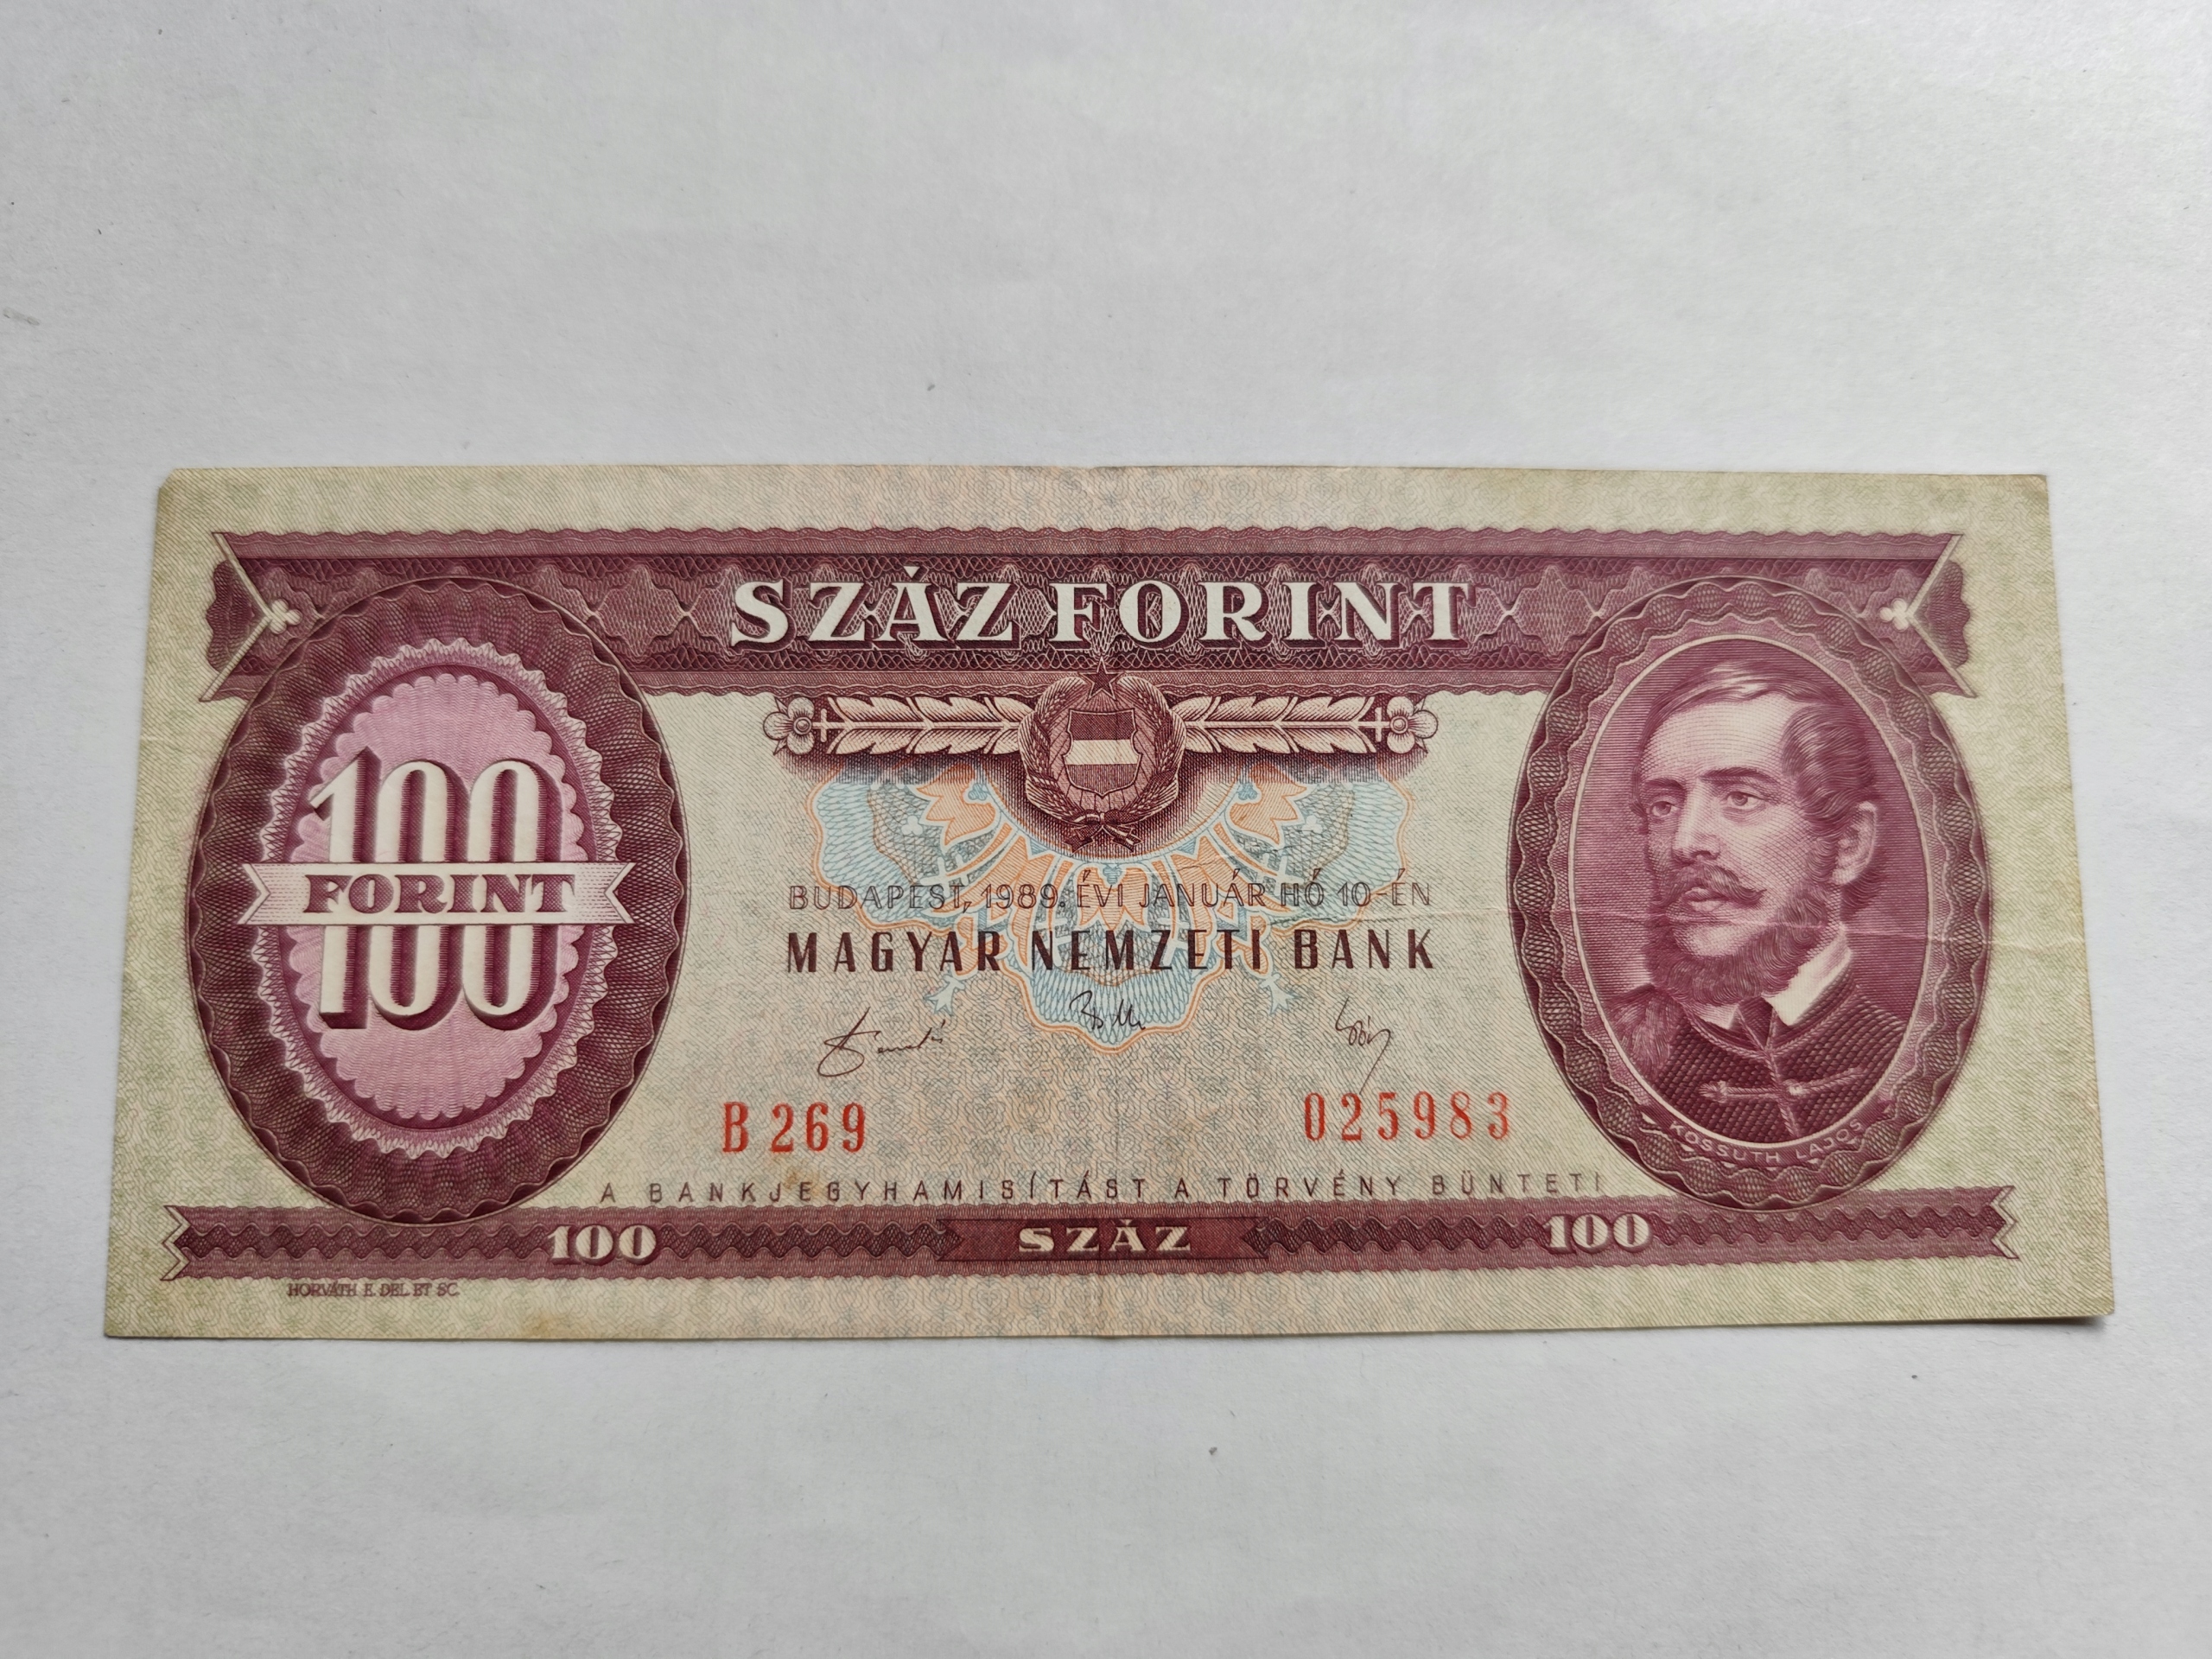 SZÁZ FORINT
100
FORINT
100
BUDAPEST, 1989. ÉVI JANUÁR HÓ 10-ÉN
MAGYAR NEMZETI BANK
B 269
025983
KOSSUTH LAJOS
A BANKJEGYHAMISÍTÁST A TÖRVÉNY BÜNTETI
100
SZÁZ
100
HORVÁTH E. DEL. ET SC.